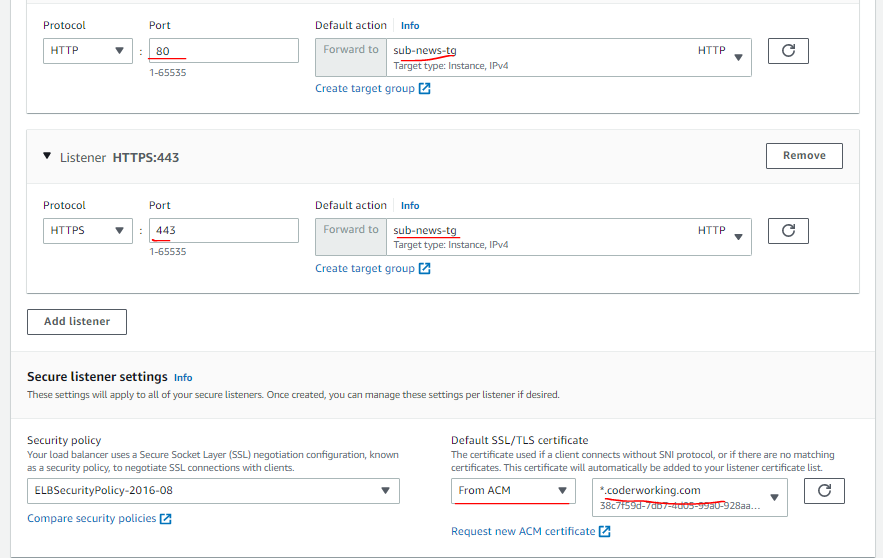 Protocol Port Default action Info
HTTP : 80 Forward to sub-news-tg HTTP
Target type: Instance, IPv4
1-65535
Create target group
Listener HTTPS:443 Remove
Protocol Port Default action Info
HTTPS : 443 Forward to sub-news-tg HTTP
Target type: Instance, IPv4
1-65535
Create target group
Add listener
Secure listener settings Info
These settings will apply to all of your secure listeners. Once created, you can manage these settings per listener if desired.
Security policy
Your load balancer uses a Secure Socket Layer (SSL) negotiation configuration, known
as a security policy, to negotiate SSL connections with clients.
ELBSecurityPolicy-2016-08
Compare security policies
Default SSL/TLS certificate
The certificate used if a client connects without SNI protocol, or if there are no matching
certificates. This certificate will automatically be added to your listener certificate list.
From ACM *.coderworking.com
38c7f59d-7db7-4d05-99a0-928aa...
Request new ACM certificate